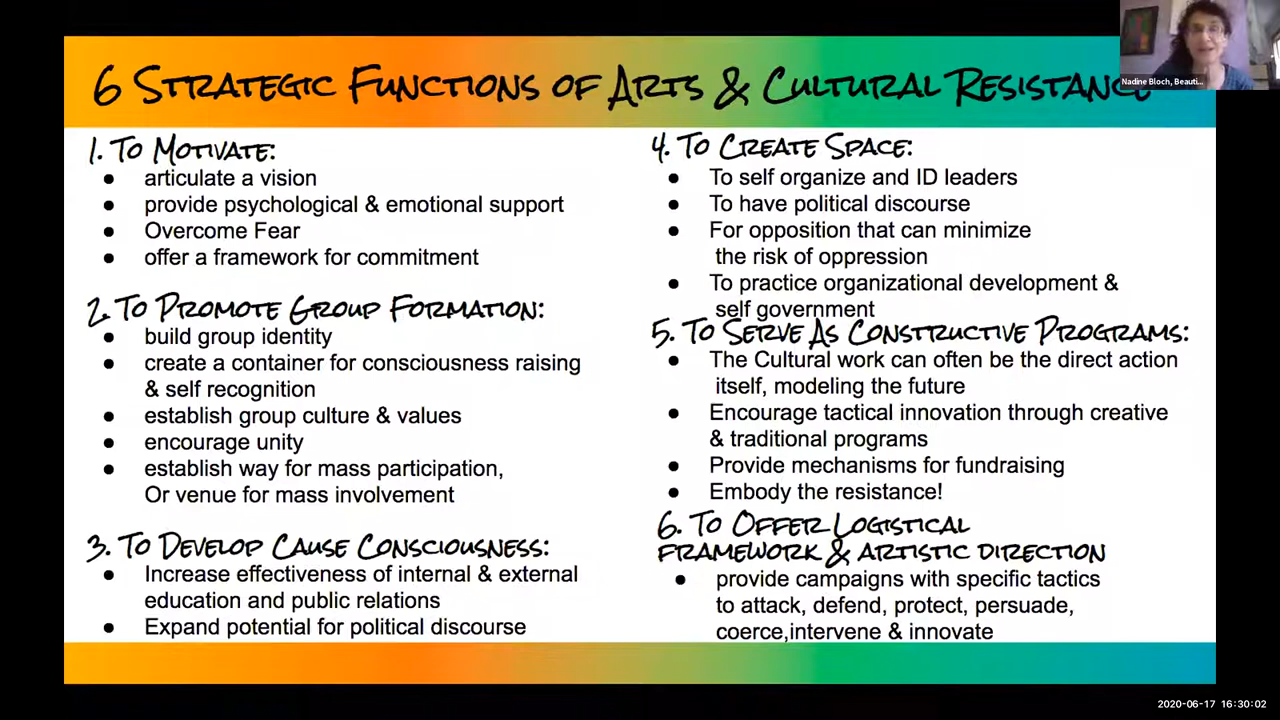 6 Strategic Functions of Arts & Cultural Resistance
Nadine Bloch, Beauti...
1. To Motivate:
● articulate a vision
● provide psychological & emotional support
● Overcome Fear
● offer a framework for commitment
2. To Promote Group Formation:
● build group identity
● create a container for consciousness raising
& self recognition
● establish group culture & values
● encourage unity
● establish way for mass participation,
Or venue for mass involvement
3. To Develop Cause Consciousness:
● Increase effectiveness of internal & external
education and public relations
● Expand potential for political discourse
4. To Create Space:
● To self organize and ID leaders
● To have political discourse
● For opposition that can minimize
the risk of oppression
● To practice organizational development &
self government
5. To Serve As Constructive Programs:
● The Cultural work can often be the direct action
itself, modeling the future
● Encourage tactical innovation through creative
& traditional programs
● Provide mechanisms for fundraising
● Embody the resistance!
6. To Offer Logistical
framework & artistic direction
● provide campaigns with specific tactics
to attack, defend, protect, persuade,
coerce,intervene & innovate
2020-06-17 16:30:02